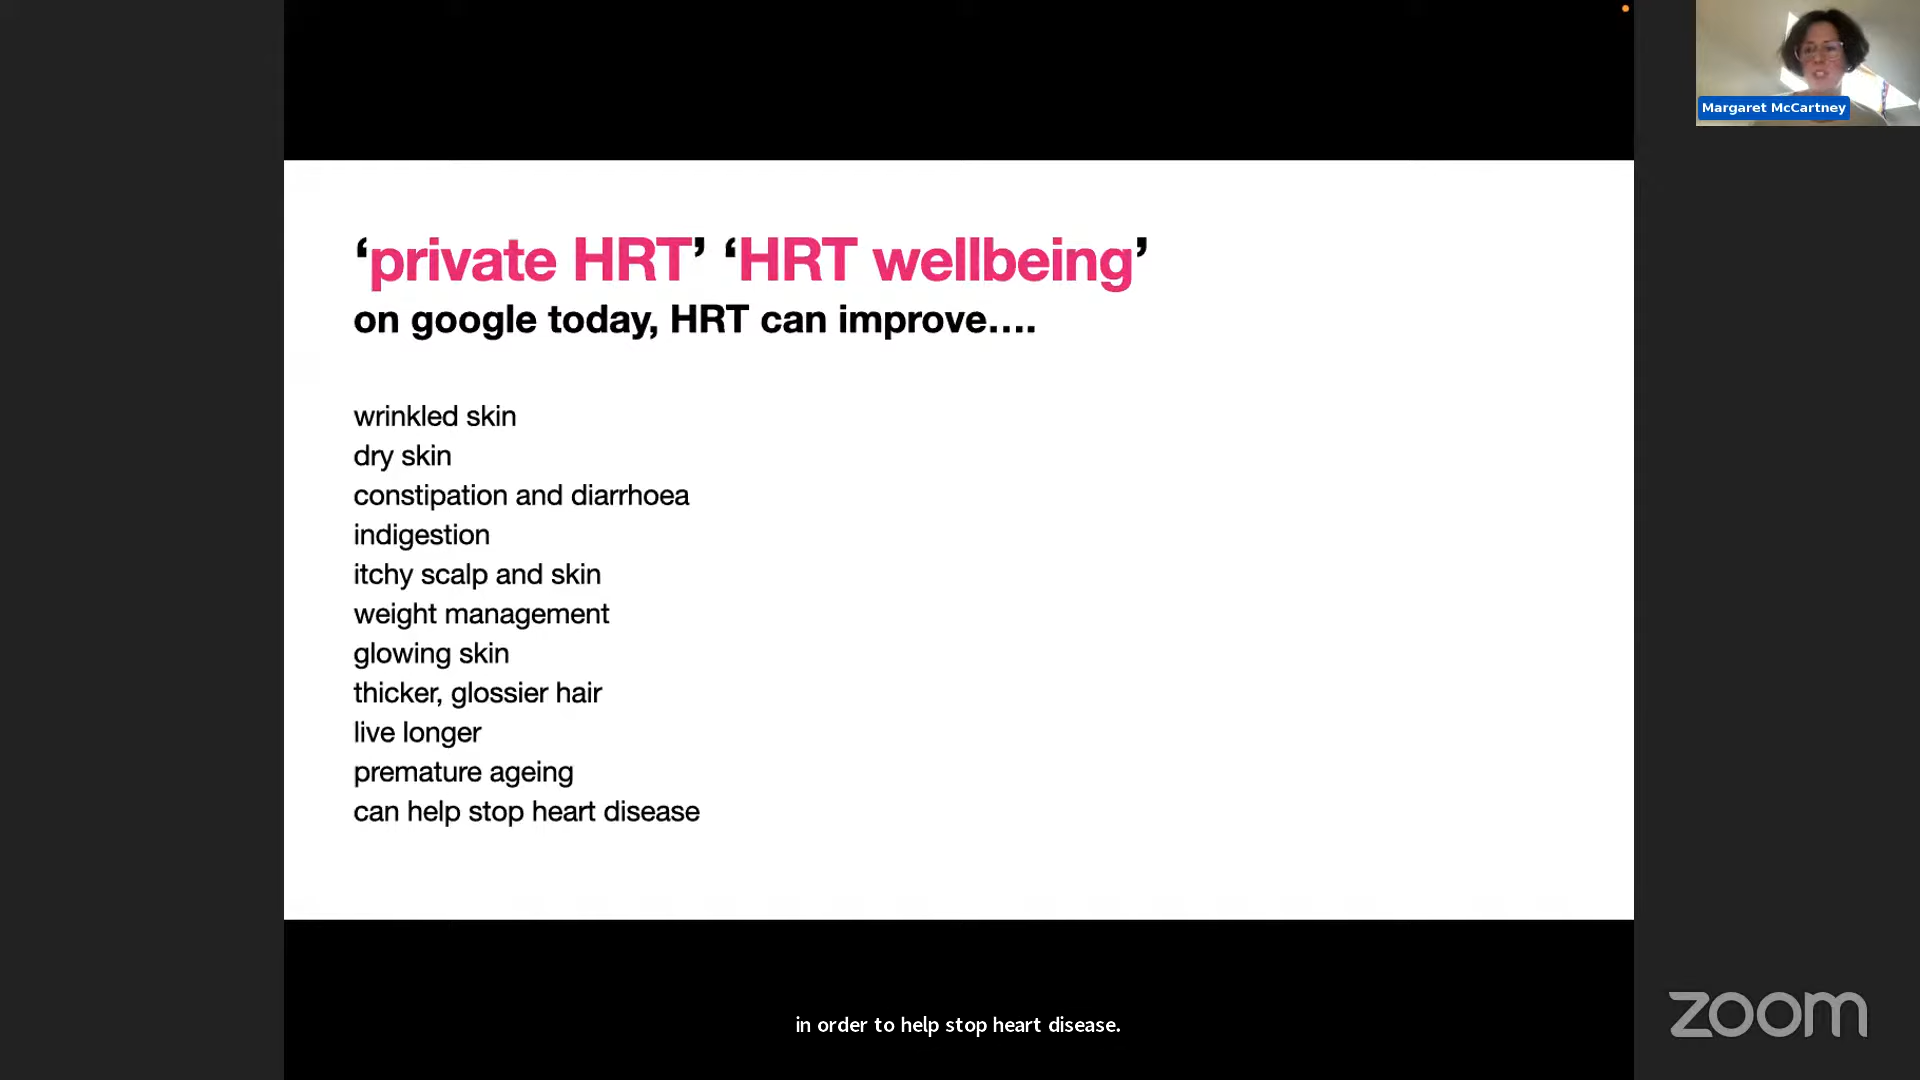 Margaret McCartney
‘private HRT’ ‘HRT wellbeing’
on google today, HRT can improve....
wrinkled skin
dry skin
constipation and diarrhoea
indigestion
itchy scalp and skin
weight management
glowing skin
thicker, glossier hair
live longer
premature ageing
can help stop heart disease
in order to help stop heart disease.
zoom